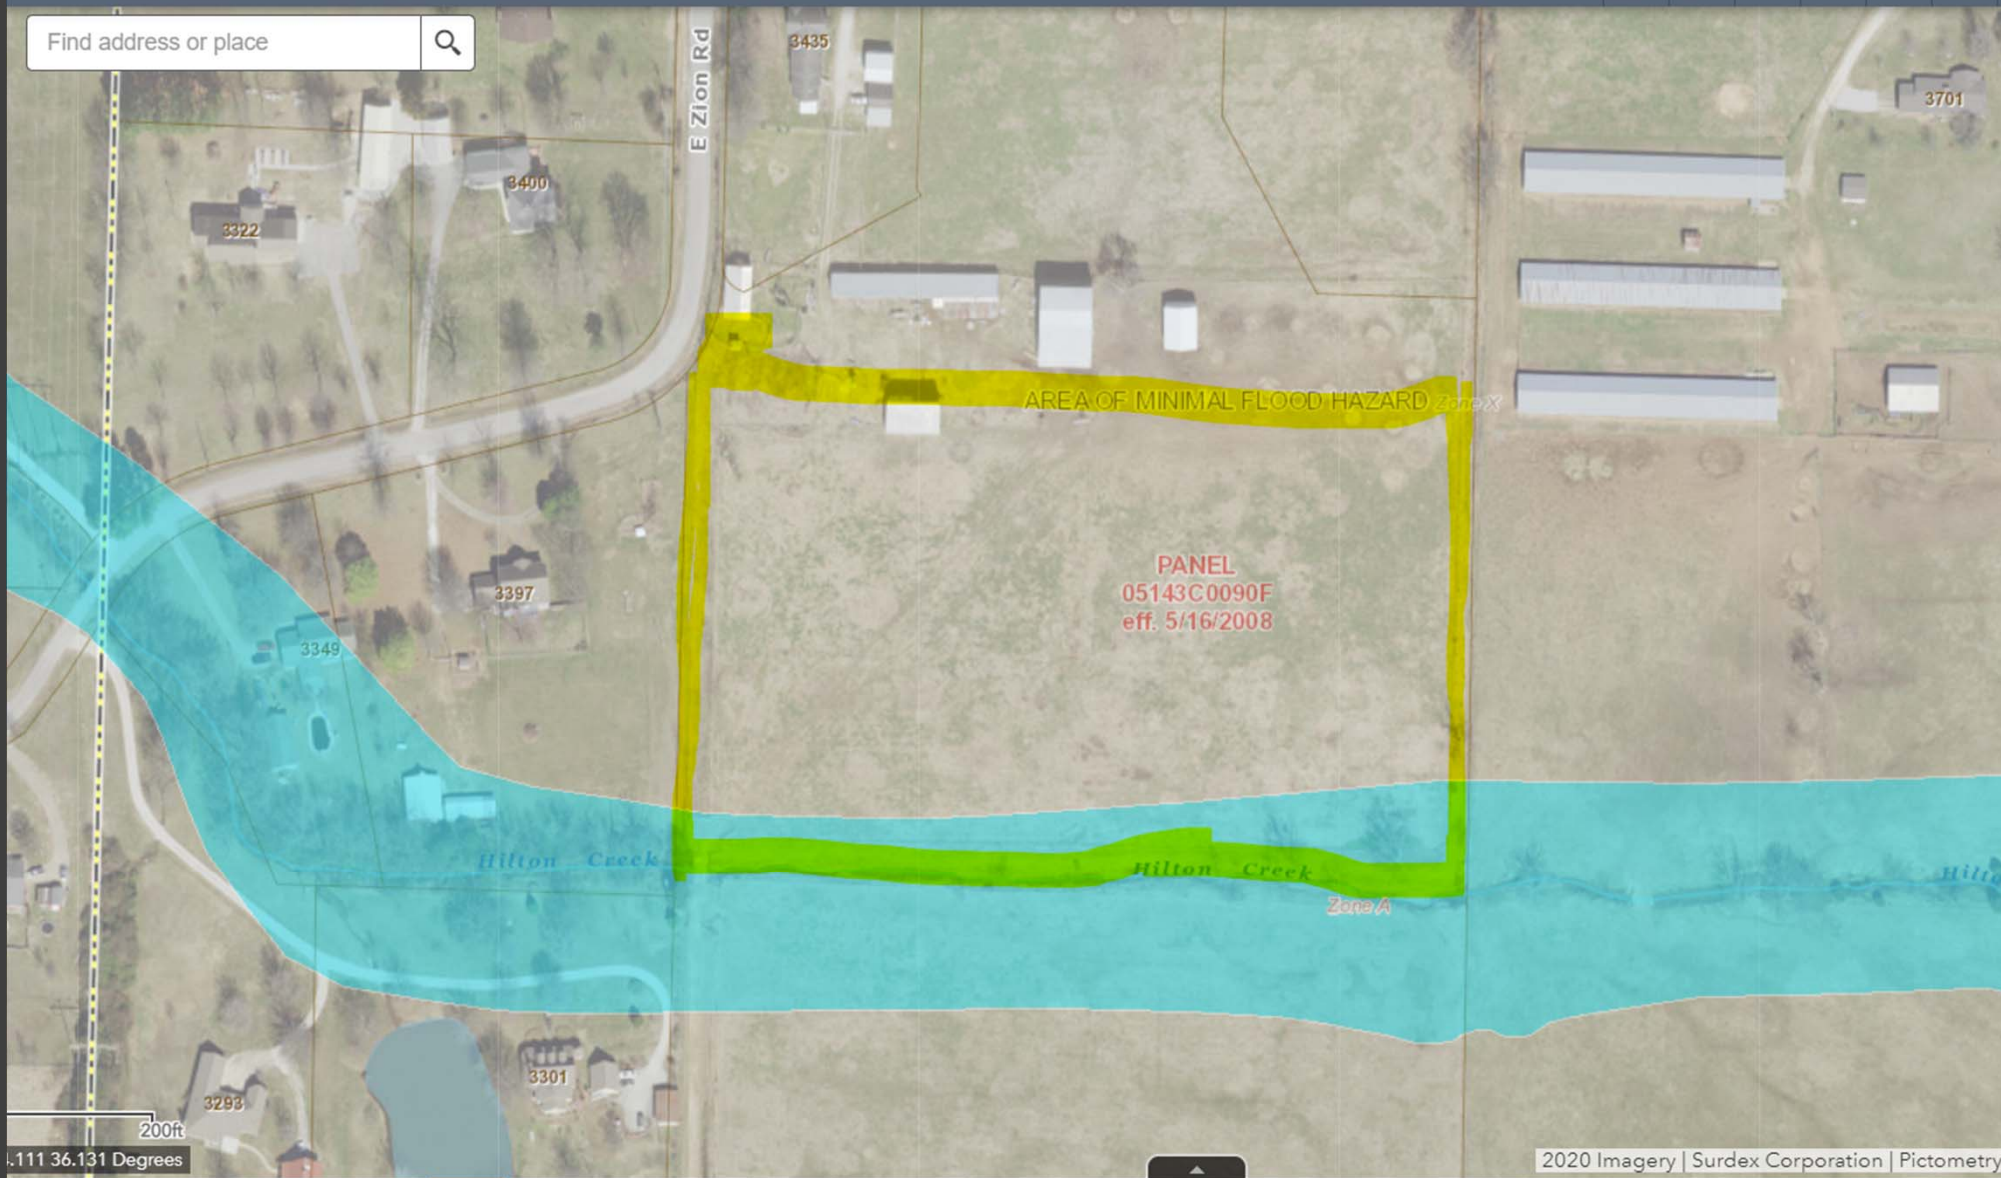 Find address or place
E Zion Rd
3435
3701
3400
3322
AREA OF MINIMAL FLOOD HAZARD Zone X
PANEL
05143C0090F
eff. 5/16/2008
3397
3349
Hilton Creek
Hilton Creek
Zone A
3301
3293
200ft
.111 36.131 Degrees
2020 Imagery | Surdex Corporation | Pictometry